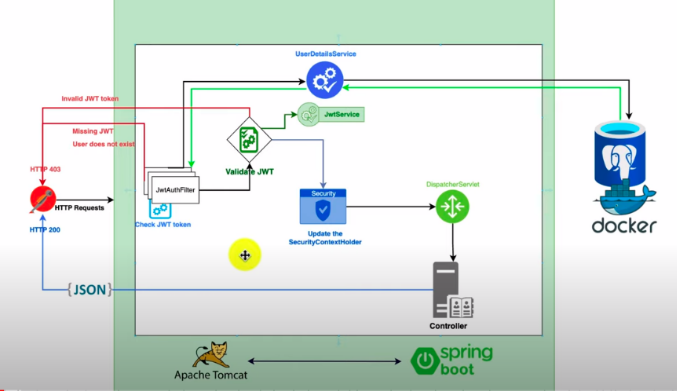 UserDetailsService
Invalid JWT token
JwtService
Missing JWT
User does not exist
Validate JWT
HTTP 403
JwtAuthFilter
Security
DispatcherServlet
HTTP Requests
Check JWT token
HTTP 200
Update the
SecurityContextHolder
docker
{JSON}
Controller
Apache Tomcat
spring
boot